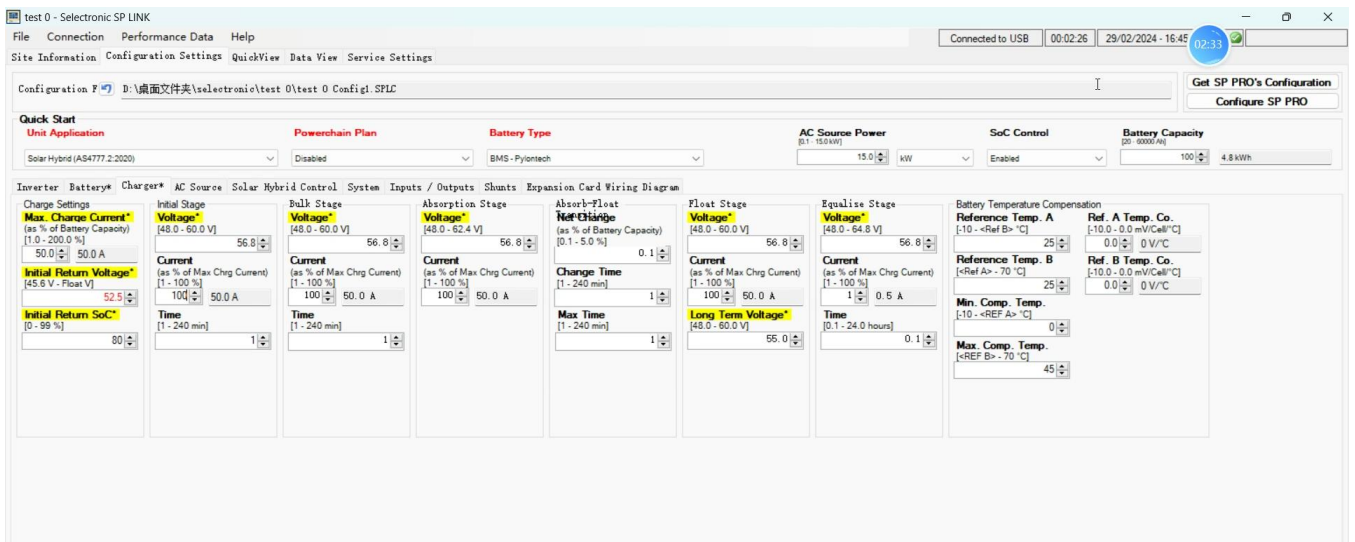 test 0 - Selectronic SP LINK
File Connection Performance Data Help
Connected to USB 00:02:26 29/02/2024 - 16:45
02:33
Site Information Configuration Settings QuickView Data View Service Settings
Configuration F D:\桌面文件夹\selectronic\test 0\test 0 Config1.SPLC
Get SP PRO's Configuration
Configure SP PRO
Quick Start
Unit Application Powerchain Plan Battery Type AC Source Power SoC Control Battery Capacity
[0.1 - 15.0 kW] [20 - 60000 Ah]
Solar Hybrid (AS4777.2:2020) Disabled BMS - Pylontech 15.0 kW Enabled 100 4.8 kWh
Inverter Battery* Charger* AC Source Solar Hybrid Control System Inputs / Outputs Shunts Expansion Card Wiring Diagram
Charge Settings
Max. Charge Current*
(as % of Battery Capacity)
[1.0 - 200.0 %]
50.0 50.0 A
Initial Return Voltage*
[45.6 V - Float V]
52.5
Initial Return SoC*
[0 - 99 %]
80
Initial Stage
Voltage*
[48.0 - 60.0 V]
56.8
Current
(as % of Max Chrg Current)
[1 - 100 %]
100 50.0 A
Time
[1 - 240 min]
1
Bulk Stage
Voltage*
[48.0 - 60.0 V]
56.8
Current
(as % of Max Chrg Current)
[1 - 100 %]
100 50.0 A
Time
[1 - 240 min]
1
Absorption Stage
Voltage*
[48.0 - 62.4 V]
56.8
Current
(as % of Max Chrg Current)
[1 - 100 %]
100 50.0 A
Absorb-Float
Net Change
(as % of Battery Capacity)
[0.1 - 5.0 %]
0.1
Change Time
[1 - 240 min]
1
Max Time
[1 - 240 min]
1
Float Stage
Voltage*
[48.0 - 60.0 V]
56.8
Current
(as % of Max Chrg Current)
[1 - 100 %]
100 50.0 A
Long Term Voltage*
[48.0 - 60.0 V]
55.0
Equalise Stage
Voltage*
[48.0 - 64.8 V]
56.8
Current
(as % of Max Chrg Current)
[1 - 100 %]
1 0.5 A
Time
[0.1 - 24.0 hours]
0.1
Battery Temperature Compensation
Reference Temp. A Ref. A Temp. Co.
[-10 - <Ref B> °C] [-10.0 - 0.0 mV/Cell/°C]
25 0.0 0 V/°C
Reference Temp. B Ref. B Temp. Co.
[<Ref A> - 70 °C] [-10.0 - 0.0 mV/Cell/°C]
25 0.0 0 V/°C
Min. Comp. Temp.
[-10 - <REF A> °C]
0
Max. Comp. Temp.
[<REF B> - 70 °C]
45